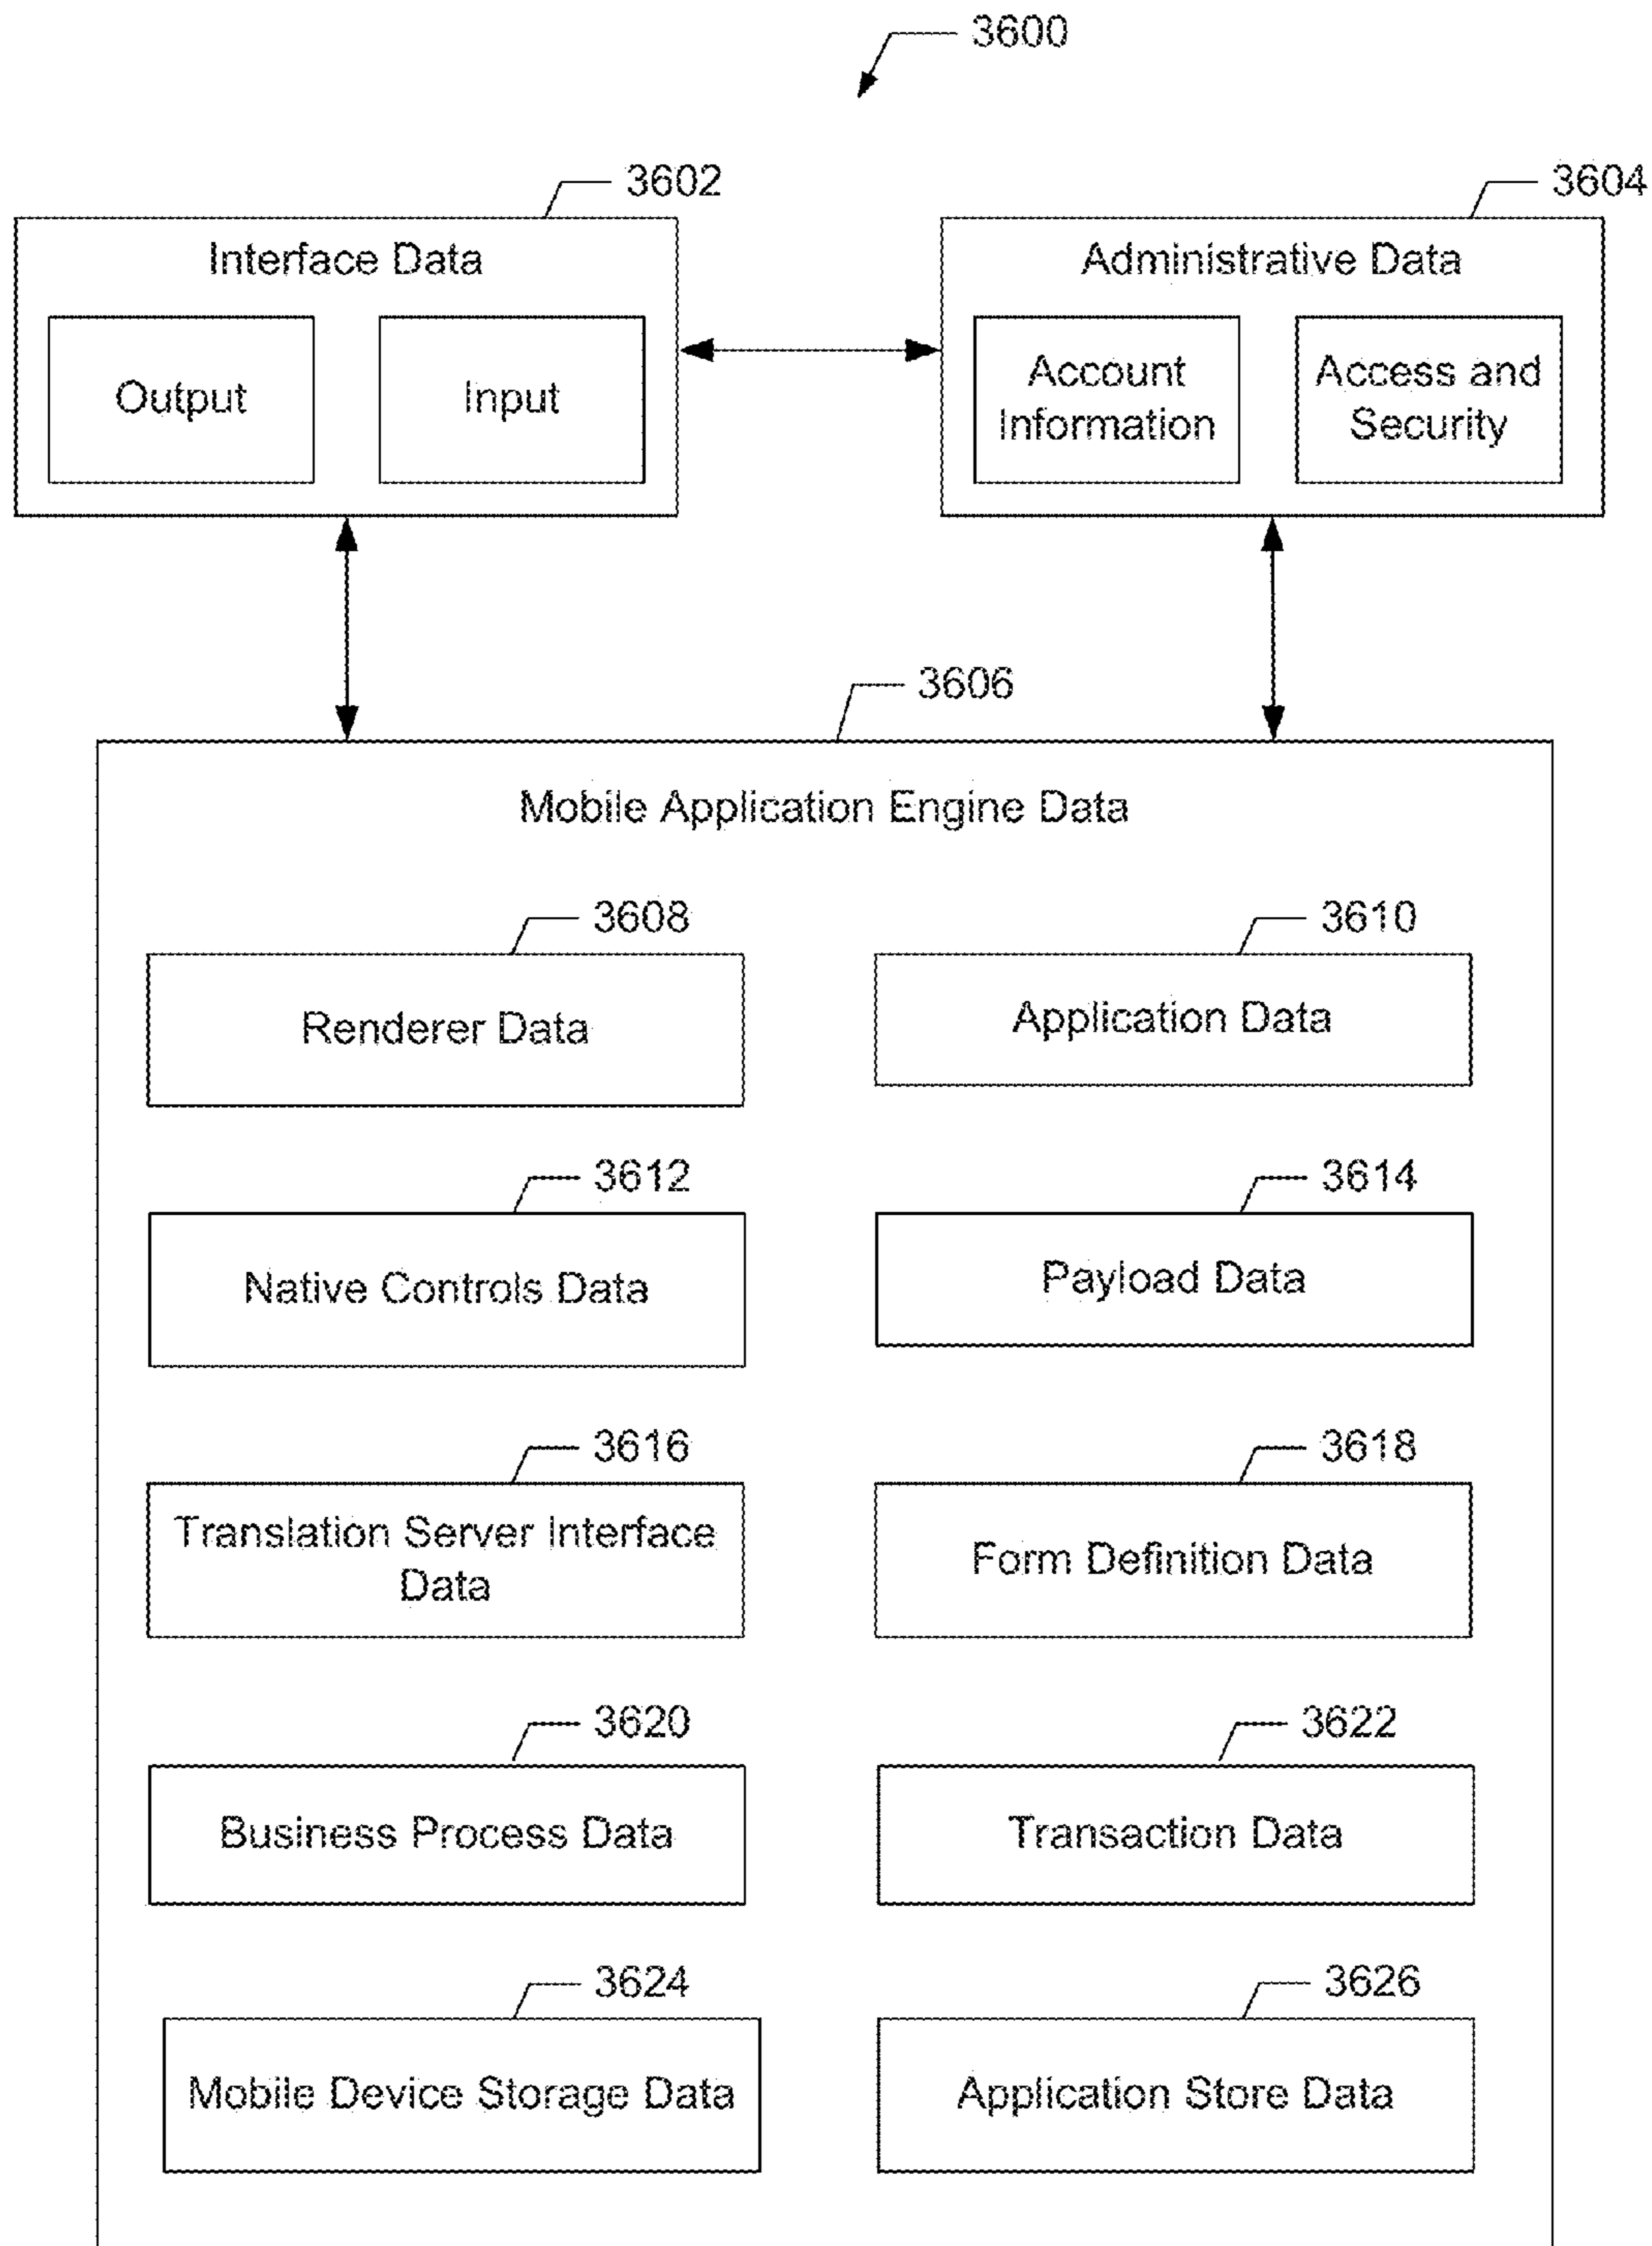 3600
3602
3604
Interface Data
Administrative Data
Output
Input
Account
Information
Access and
Security
3606
Mobile Application Engine Data
3608
3610
Renderer Data
Application Data
3612
3614
Native Controls Data
Payload Data
3616
3618
Translation Server Interface
Data
Form Definition Data
3620
3622
Business Process Data
Transaction Data
3624
3626
Mobile Device Storage Data
Application Store Data